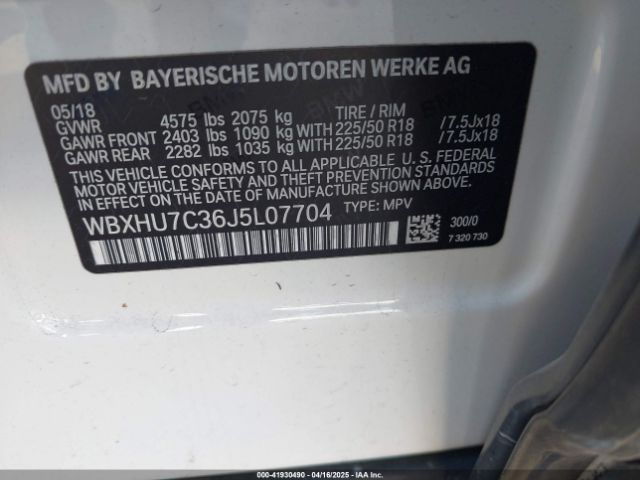 MFD BY BAYERISCHE MOTOREN WERKE AG
05/18
GVWR 4575 lbs 2075 kg TIRE / RIM
GAWR FRONT 2403 lbs 1090 kg WITH 225/50 R18 /7.5Jx18
GAWR REAR 2282 lbs 1035 kg WITH 225/50 R18 /7.5Jx18
THIS VEHICLE CONFORMS TO ALL APPLICABLE U. S. FEDERAL
MOTOR VEHICLE SAFETY, BUMPER, AND THEFT PREVENTION STANDARDS
IN EFFECT ON THE DATE OF MANUFACTURE SHOWN ABOVE.
WBXHU7C36J5L07704 TYPE: MPV
300/0
7 320 730
000-41930490 - 04/16/2025 - IAA Inc.